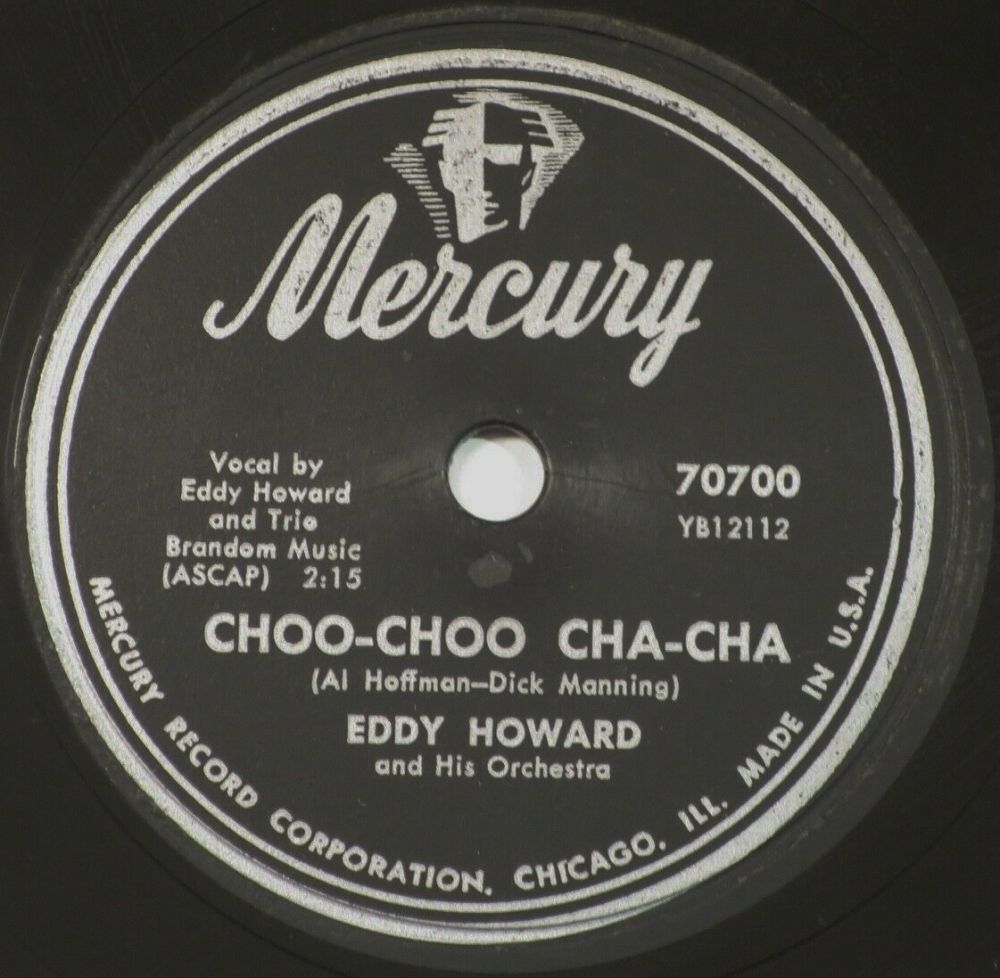 Mercury
Vocal by
Eddy Howard
and Trio
Brandom Music
(ASCAP) 2:15
70700
YB12112
CHOO-CHOO CHA-CHA
(Al Hoffman—Dick Manning)
EDDY HOWARD
and His Orchestra
MERCURY RECORD CORPORATION, CHICAGO, ILL. MADE IN U.S.A.